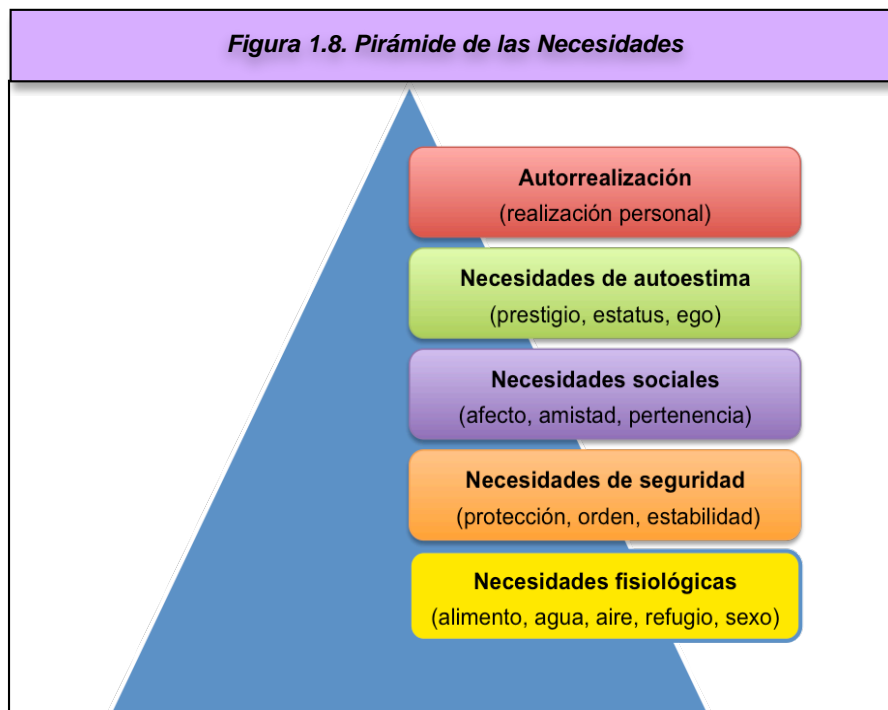 Figura 1.8. Pirámide de las Necesidades
Autorrealización
(realización personal)
Necesidades de autoestima
(prestigio, estatus, ego)
Necesidades sociales
(afecto, amistad, pertenencia)
Necesidades de seguridad
(protección, orden, estabilidad)
Necesidades fisiológicas
(alimento, agua, aire, refugio, sexo)